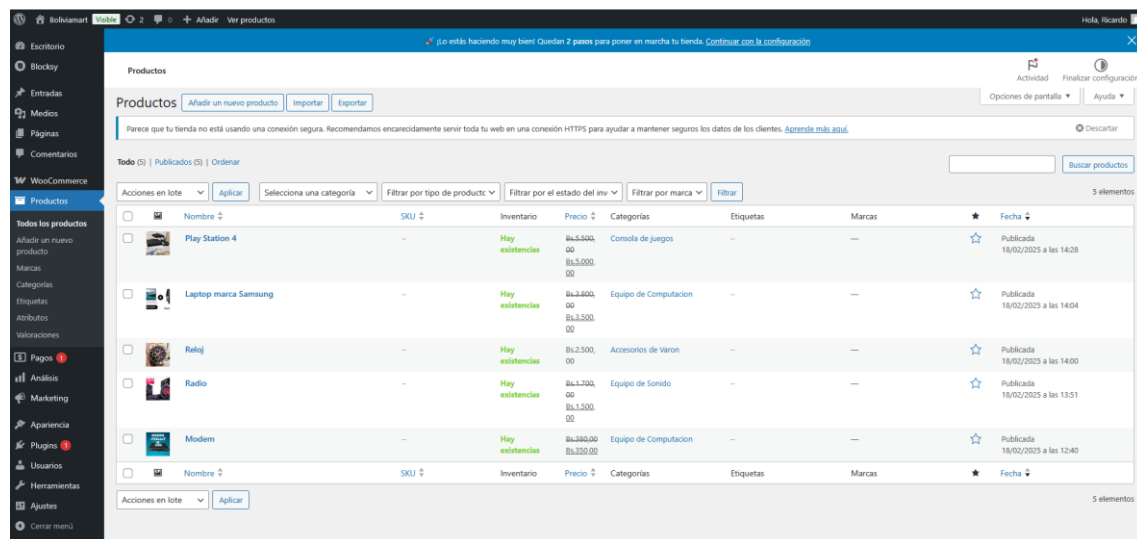 Boliviamart Visible 2 0 + Añadir Ver productos Hola, Ricardo
Escritorio
Blocksy
Entradas
Medios
Páginas
Comentarios
WooCommerce
Productos
Todos los productos
Añadir un nuevo
producto
Marcas
Categorías
Etiquetas
Atributos
Valoraciones
Pagos 1
Análisis
Marketing
Apariencia
Plugins 1
Usuarios
Herramientas
Ajustes
Cerrar menú
¡Lo estás haciendo muy bien! Quedan 2 pasos para poner en marcha tu tienda. Continuar con la configuración
Productos
Actividad Finalizar configuración
Opciones de pantalla ▼ Ayuda ▼
Productos Añadir un nuevo producto Importar Exportar
Parece que tu tienda no está usando una conexión segura. Recomendamos encarecidamente servir toda tu web en una conexión HTTPS para ayudar a mantener seguros los datos de los clientes. Aprende más aquí. Descartar
Todo (5) | Publicados (5) | Ordenar
Buscar productos
Acciones en lote Aplicar Selecciona una categoría Filtrar por tipo de producto Filtrar por el estado del inv Filtrar por marca Filtrar 5 elementos
Nombre SKU Inventario Precio Categorías Etiquetas Marcas ★ Fecha
Play Station 4 – Hay existencias Bs.5.500,00 Bs.5.000,00 Consola de juegos – — Publicada 18/02/2025 a las 14:28
Laptop marca Samsung – Hay existencias Bs.3.800,00 Bs.3.500,00 Equipo de Computacion – — Publicada 18/02/2025 a las 14:04
Reloj – Hay existencias Bs.2.500,00 Accesorios de Varon – — Publicada 18/02/2025 a las 14:00
Radio – Hay existencias Bs.1.700,00 Bs.1.500,00 Equipo de Sonido – — Publicada 18/02/2025 a las 13:51
Modem – Hay existencias Bs.380,00 Bs.350,00 Equipo de Computacion – — Publicada 18/02/2025 a las 12:40
Nombre SKU Inventario Precio Categorías Etiquetas Marcas ★ Fecha
Acciones en lote Aplicar 5 elementos